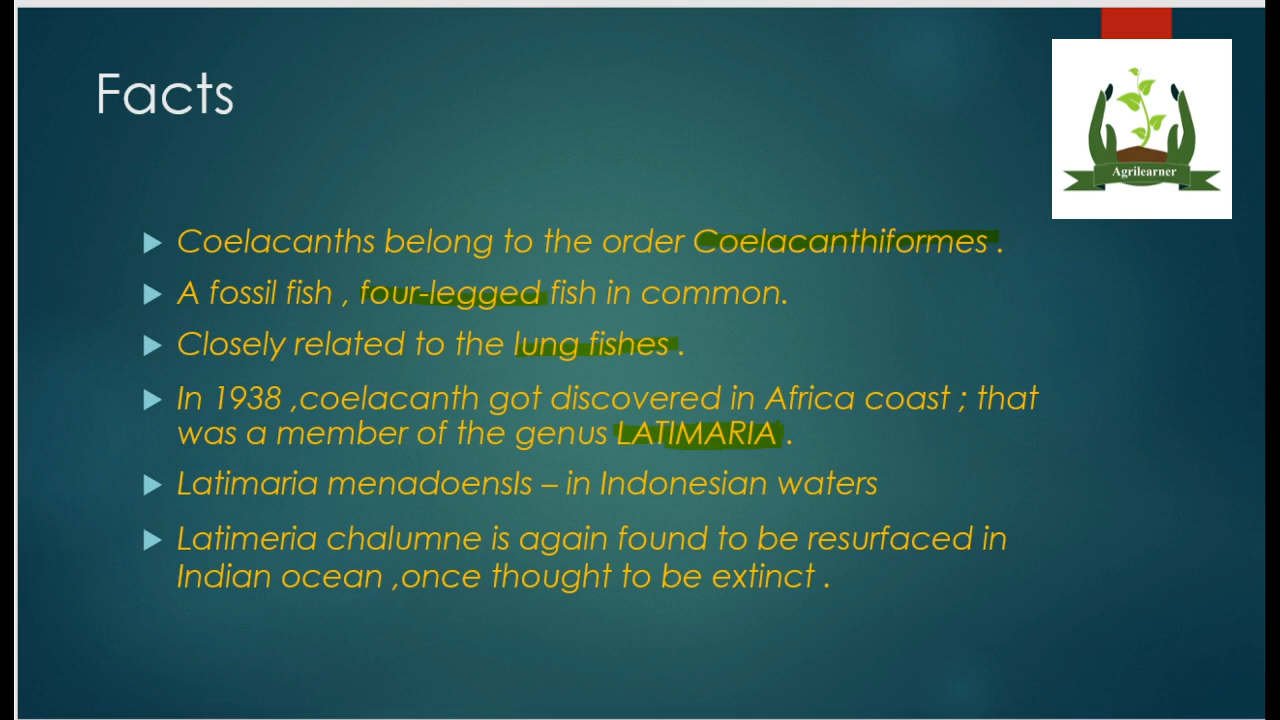 Facts
Agrilearner
Coelacanths belong to the order Coelacanthiformes .
A fossil fish , four-legged fish in common.
Closely related to the lung fishes .
In 1938 ,coelacanth got discovered in Africa coast ; that
was a member of the genus LATIMARIA .
Latimaria menadoensIs – in Indonesian waters
Latimeria chalumne is again found to be resurfaced in
Indian ocean ,once thought to be extinct .